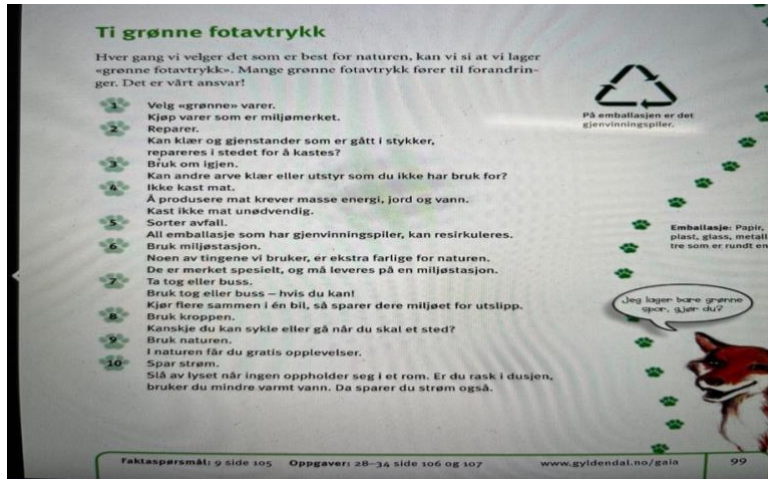 Ti grønne fotavtrykk
Hver gang vi velger det som er best for naturen, kan vi si at vi lager
«grønne fotavtrykk». Mange grønne fotavtrykk fører til forandrin-
ger. Det er vårt ansvar!
1 Velg «grønne» varer.
Kjøp varer som er miljømerket.
2 Reparer.
Kan klær og gjenstander som er gått i stykker,
repareres i stedet for å kastes?
3 Bruk om igjen.
Kan andre arve klær eller utstyr som du ikke har bruk for?
4 Ikke kast mat.
Å produsere mat krever masse energi, jord og vann.
Kast ikke mat unødvendig.
5 Sorter avfall.
All emballasje som har gjenvinningspiler, kan resirkuleres.
6 Bruk miljøstasjon.
Noen av tingene vi bruker, er ekstra farlige for naturen.
De er merket spesielt, og må leveres på en miljøstasjon.
7 Ta tog eller buss.
Bruk tog eller buss – hvis du kan!
Kjør flere sammen i én bil, så sparer dere miljøet for utslipp.
8 Bruk kroppen.
Kanskje du kan sykle eller gå når du skal et sted?
9 Bruk naturen.
I naturen får du gratis opplevelser.
10 Spar strøm.
Slå av lyset når ingen oppholder seg i et rom. Er du rask i dusjen,
bruker du mindre varmt vann. Da sparer du strøm også.
På emballasjen er det
gjenvinningspiler.
Emballasje: Papir,
plast, glass, metall
tre som er rundt en
Jeg lager bare grønne
spor, gjør du?
Faktaspørsmål: 9 side 105 Oppgaver: 28–34 side 106 og 107 www.gyldendal.no/gaia 99